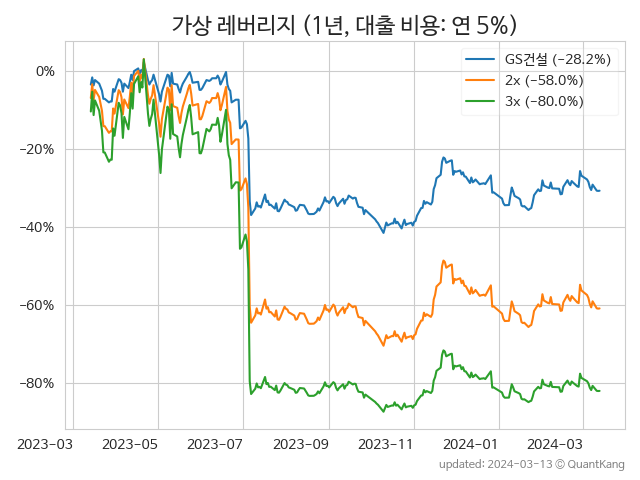 가상 레버리지 (1년, 대출 비용: 연 5%)
GS건설 (−28.2%)
2x (−58.0%)
3x (−80.0%)
0%
−20%
−40%
−60%
−80%
2023-03 2023-05 2023-07 2023-09 2023-11 2024-01 2024-03
updated: 2024-03-13 © QuantKang